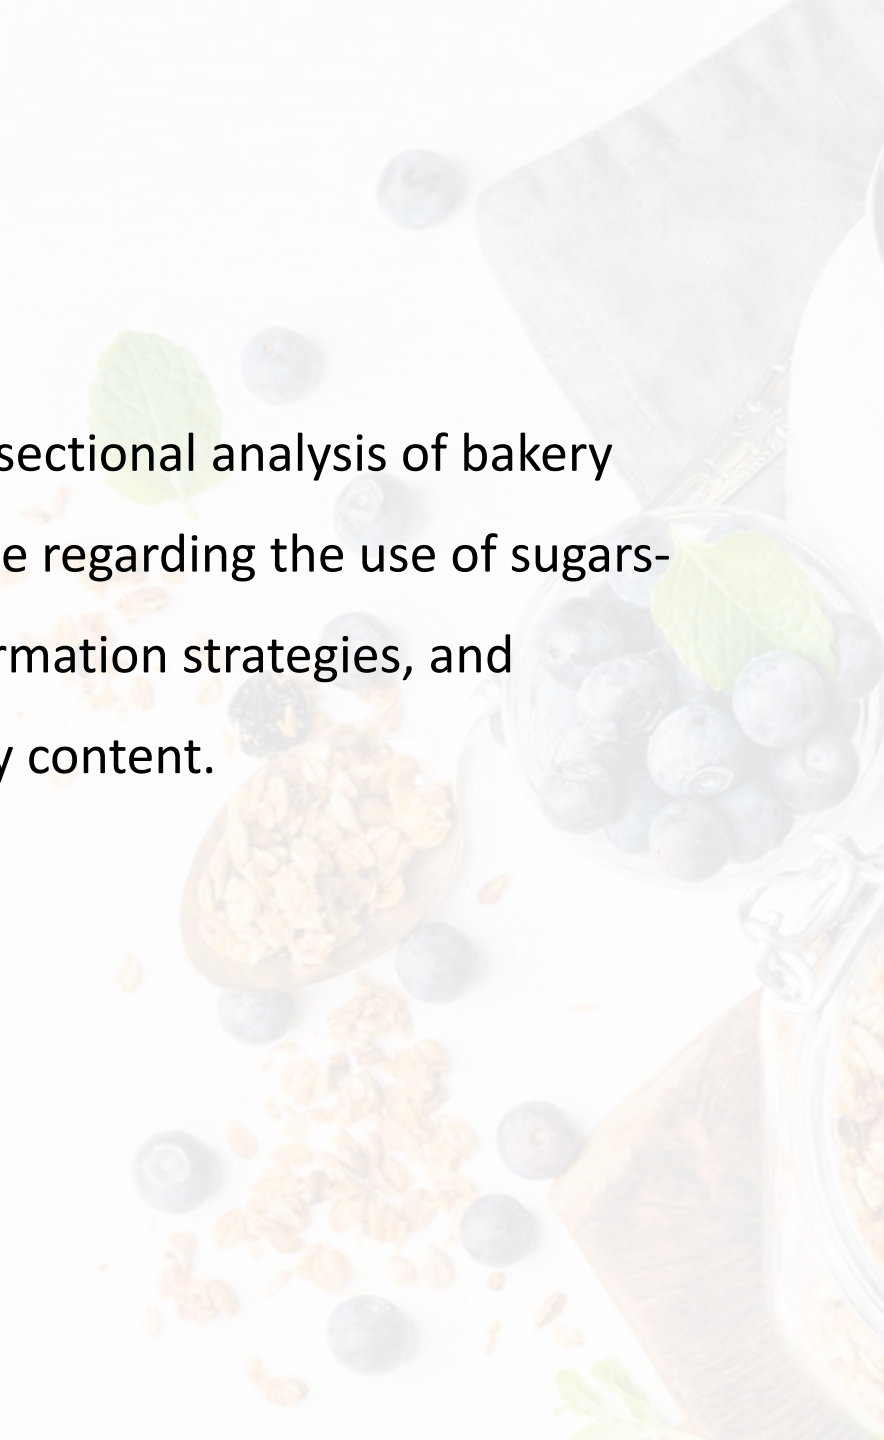 sectional analysis of bakery
e regarding the use of sugars-
rmation strategies, and
y content.